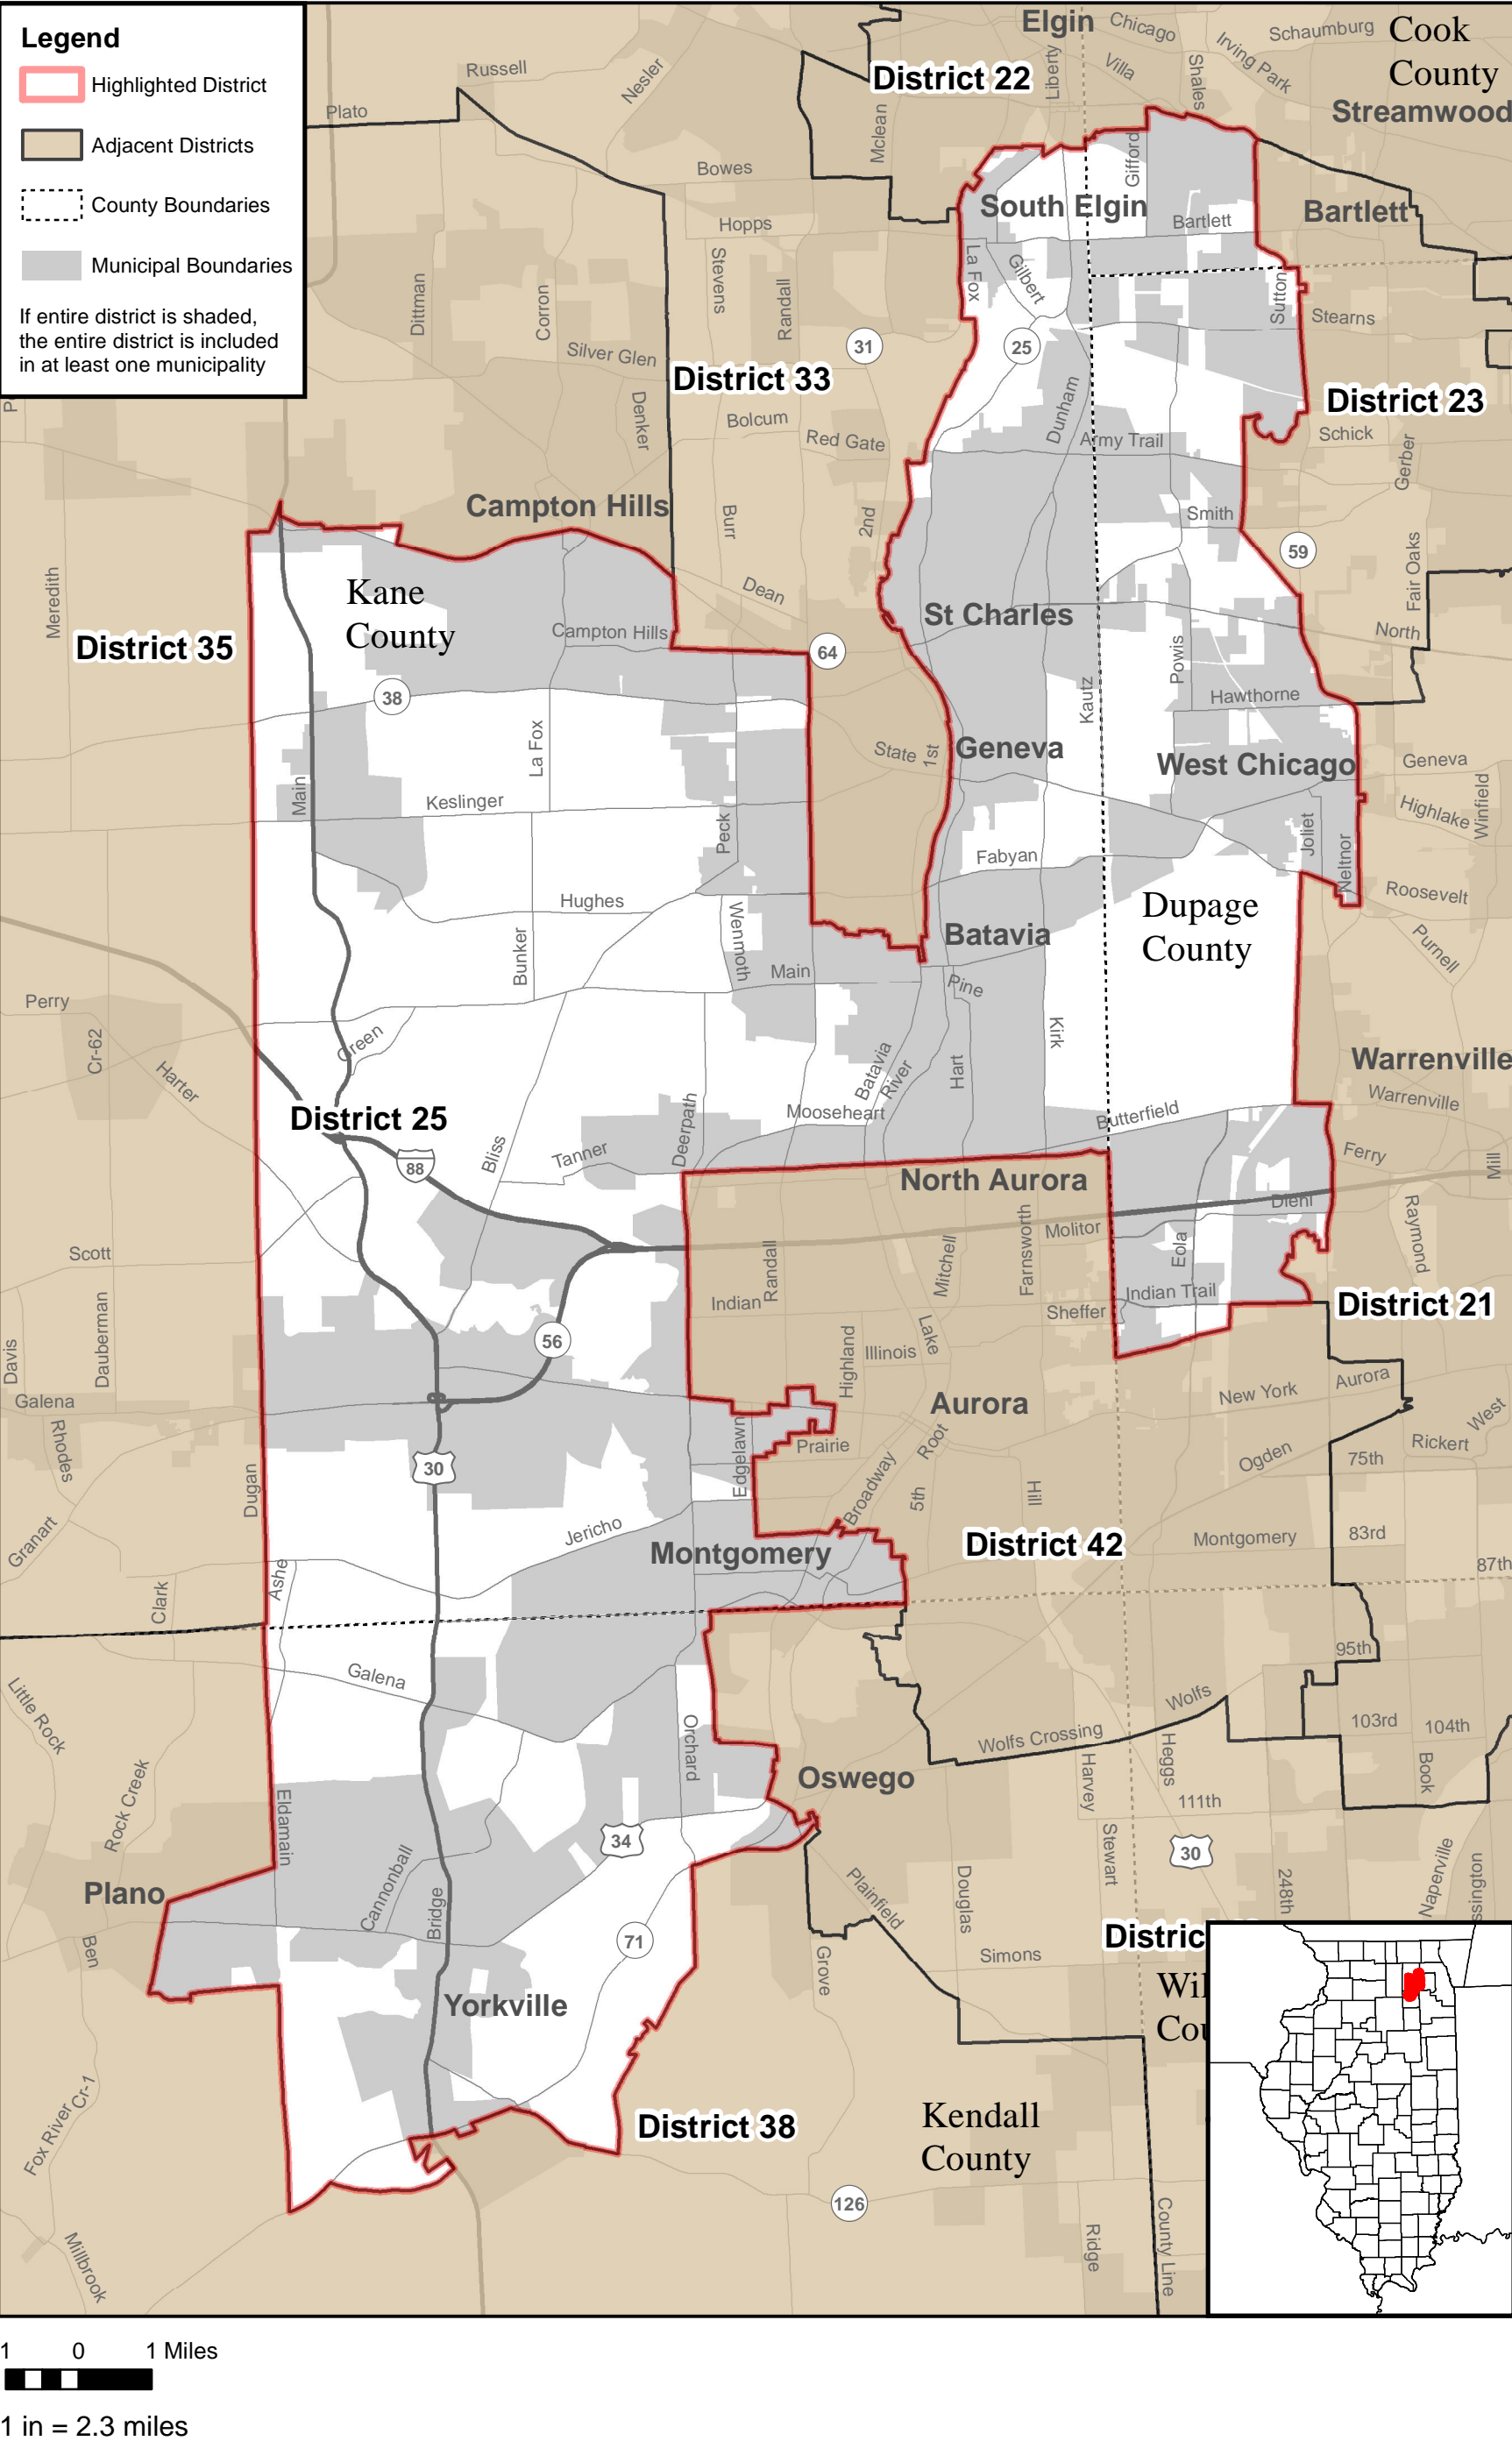 Legend
Highlighted District
Adjacent Districts
County Boundaries
Municipal Boundaries
If entire district is shaded,
the entire district is included
in at least one municipality
Elgin
Chicago
Schaumburg
Cook
County
Irving Park
Villa
Liberty
Shales
District 22
Streamwood
Russell
Nesler
Plato
Mclean
Gifford
Bowes
Hopps
South Elgin
Bartlett
Bartlett
Stevens
Randall
La Fox
Gilbert
Sutton
Stearns
Dittman
Corron
Silver Glen
31
25
District 33
District 23
Denker
Bolcum
Red Gate
Dunham
Army Trail
Schick
Gerber
Campton Hills
Burr
2nd
Smith
59
Fair Oaks
Meredith
Kane
County
Dean
St Charles
North
District 35
Campton Hills
64
Powis
38
Kautz
Hawthorne
La Fox
State
1st
Geneva
West Chicago
Geneva
Main
Keslinger
Peck
Highlake
Winfield
Joliet
Neltnor
Fabyan
Hughes
Roosevelt
Dupage
County
Wenmoth
Batavia
Bunker
Purnell
Main
Pine
Perry
Cr-62
Green
Kirk
Harter
Batavia
River
Hart
Warrenville
Warrenville
District 25
Mooseheart
Deerpath
Butterfield
Bliss
Tanner
88
Ferry
Mill
North Aurora
Diehl
Raymond
Scott
Molitor
Farnsworth
Mitchell
Randall
Eola
Indian
Indian Trail
Sheffer
District 21
Dauberman
Davis
56
Highland
Illinois
Lake
Galena
Aurora
New York
Aurora
West
Rhodes
Edgelawn
Prairie
Root
Rickert
Ogden
75th
30
Dugan
Broadway
5th
Hill
Granart
Jericho
Montgomery
District 42
Montgomery
83rd
87th
Ashe
Clark
95th
Galena
Little Rock
Wolfs
Orchard
Wolfs Crossing
103rd
104th
Oswego
Harvey
Heggs
Book
Rock Creek
Eldamain
111th
34
Stewart
30
Plano
Cannonball
Bridge
Plainfield
Douglas
248th
Naperville
ssington
Ben
71
Grove
Simons
Distric
Wil
Cou
Yorkville
Cr-1
Fox River
District 38
Kendall
County
126
Millbrook
Ridge
County Line
1 0 1 Miles
1 in = 2.3 miles